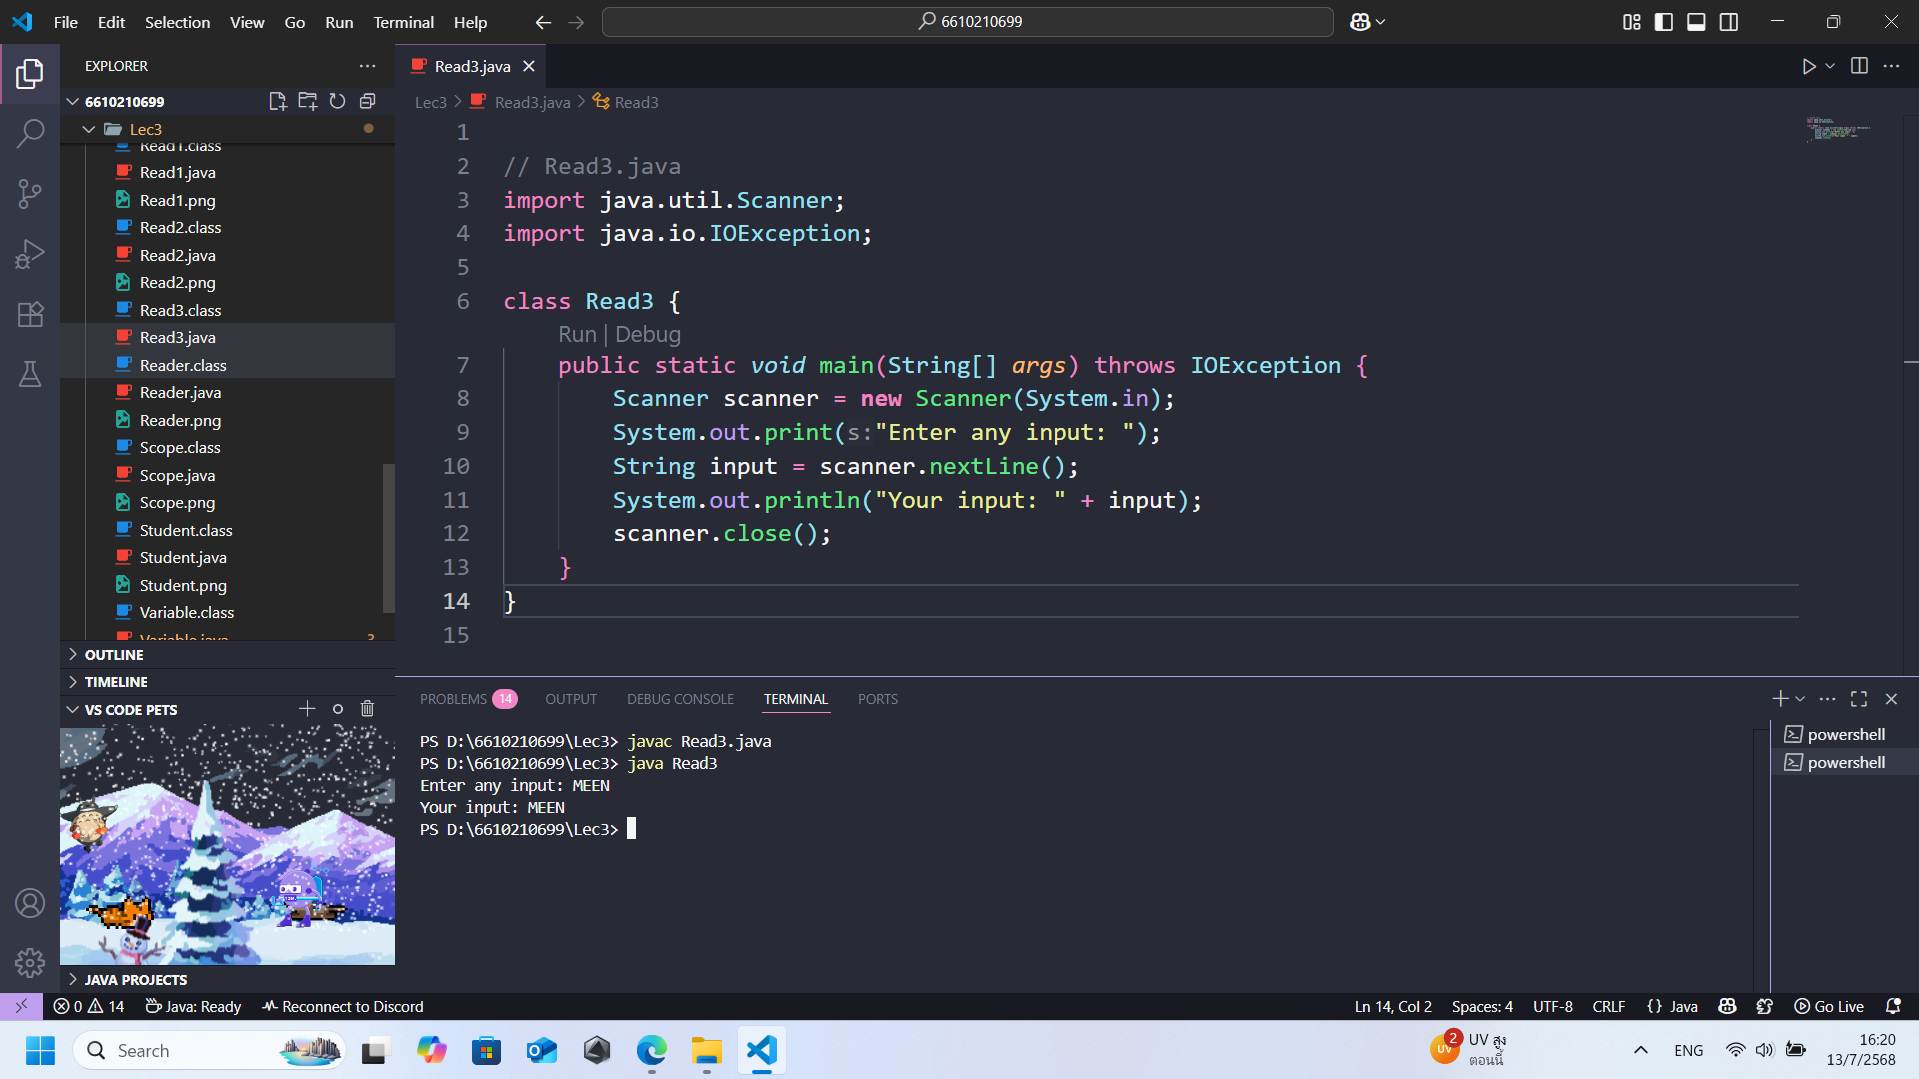 File Edit Selection View Go Run Terminal Help
6610210699
EXPLORER
6610210699
Lec3
Read1.class
Read1.java
Read1.png
Read2.class
Read2.java
Read2.png
Read3.class
Read3.java
Reader.class
Reader.java
Reader.png
Scope.class
Scope.java
Scope.png
Student.class
Student.java
Student.png
Variable.class
Variable.java 3
OUTLINE
TIMELINE
VS CODE PETS
JAVA PROJECTS
Read3.java
Lec3 > Read3.java > Read3
1
2 // Read3.java
3 import java.util.Scanner;
4 import java.io.IOException;
5
6 class Read3 {
Run | Debug
7 public static void main(String[] args) throws IOException {
8 Scanner scanner = new Scanner(System.in);
9 System.out.print(s:"Enter any input: ");
10 String input = scanner.nextLine();
11 System.out.println("Your input: " + input);
12 scanner.close();
13 }
14 }
15
PROBLEMS 14 OUTPUT DEBUG CONSOLE TERMINAL PORTS
PS D:\6610210699\Lec3> javac Read3.java
PS D:\6610210699\Lec3> java Read3
Enter any input: MEEN
Your input: MEEN
PS D:\6610210699\Lec3>
powershell
powershell
0 14 Java: Ready Reconnect to Discord
Ln 14, Col 2 Spaces: 4 UTF-8 CRLF {} Java Go Live
Search
UV 2 UV สูง
ตอนนี้
ENG
16:20
13/7/2568